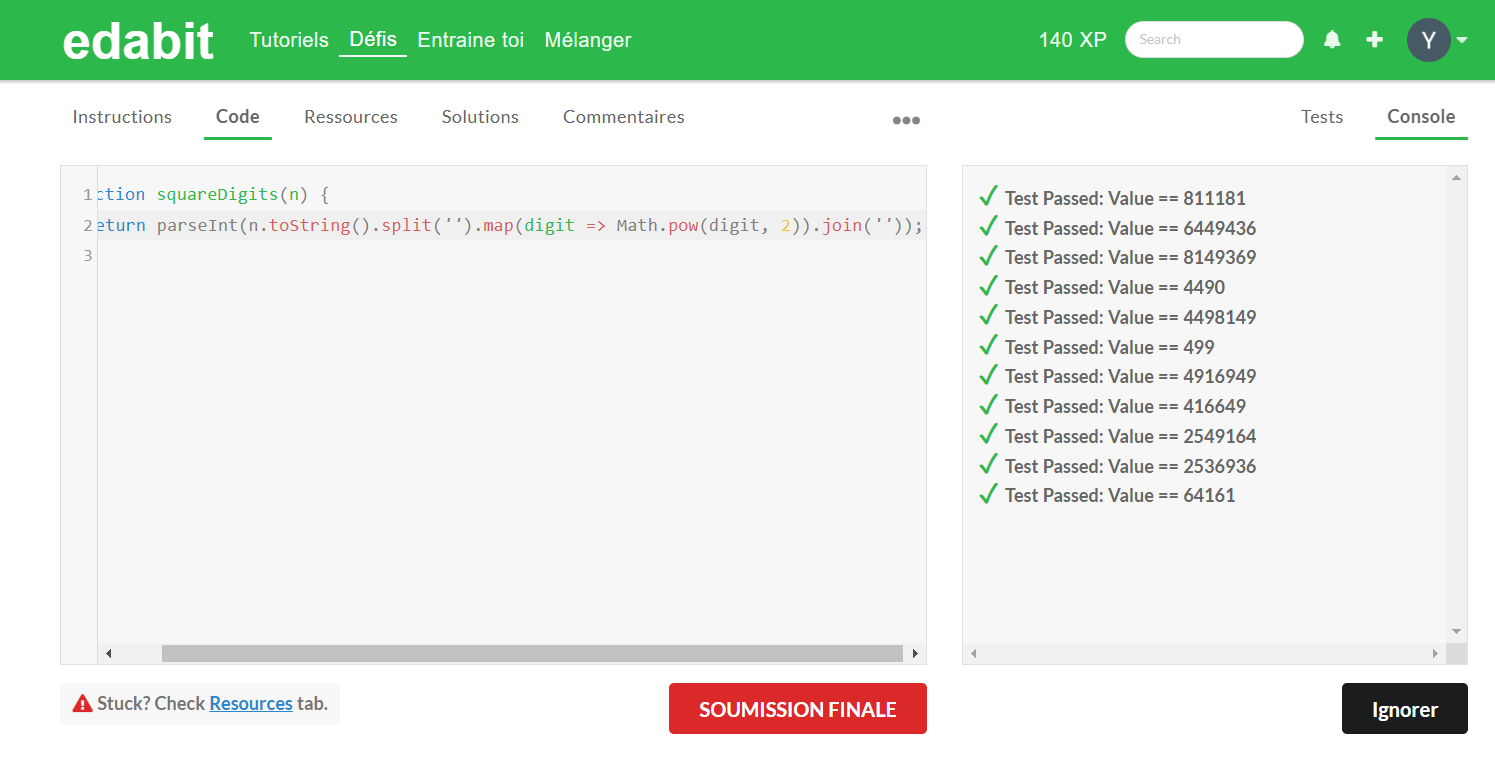 edabit Tutoriels Défis Entraine toi Mélanger 140 XP Search Y
Instructions Code Ressources Solutions Commentaires ••• Tests Console
1 ction squareDigits(n) {
2 eturn parseInt(n.toString().split('').map(digit => Math.pow(digit, 2)).join(''));
3
Test Passed: Value == 811181
Test Passed: Value == 6449436
Test Passed: Value == 8149369
Test Passed: Value == 4490
Test Passed: Value == 4498149
Test Passed: Value == 499
Test Passed: Value == 4916949
Test Passed: Value == 416649
Test Passed: Value == 2549164
Test Passed: Value == 2536936
Test Passed: Value == 64161
Stuck? Check Resources tab.
SOUMISSION FINALE
Ignorer